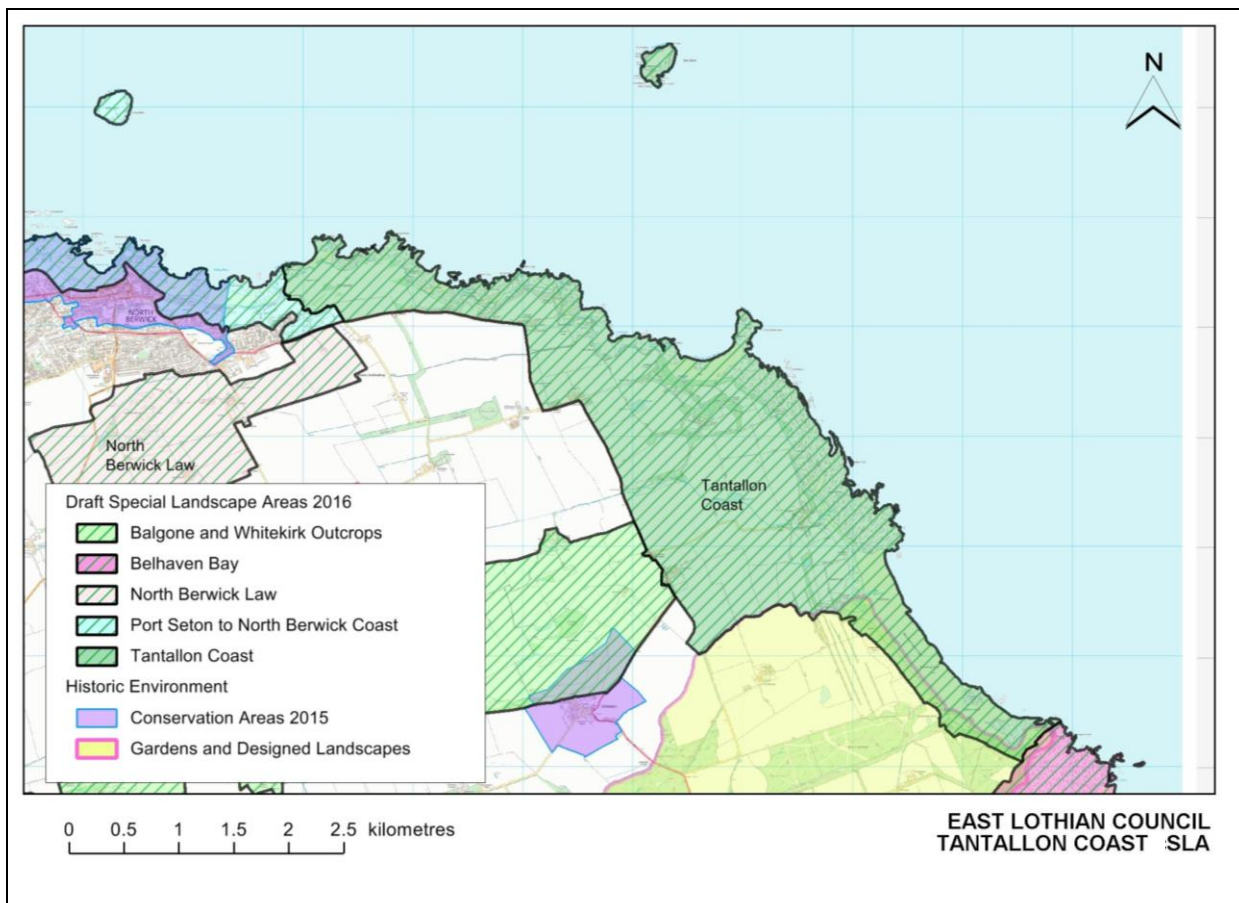 N
NORTH
BERWICK
North
Berwick Law
Tantallon
Coast
Draft Special Landscape Areas 2016
Balgone and Whitekirk Outcrops
Belhaven Bay
North Berwick Law
Port Seton to North Berwick Coast
Tantallon Coast
Historic Environment
Conservation Areas 2015
Gardens and Designed Landscapes
0 0.5 1 1.5 2 2.5 kilometres
EAST LOTHIAN COUNCIL
TANTALLON COAST SLA